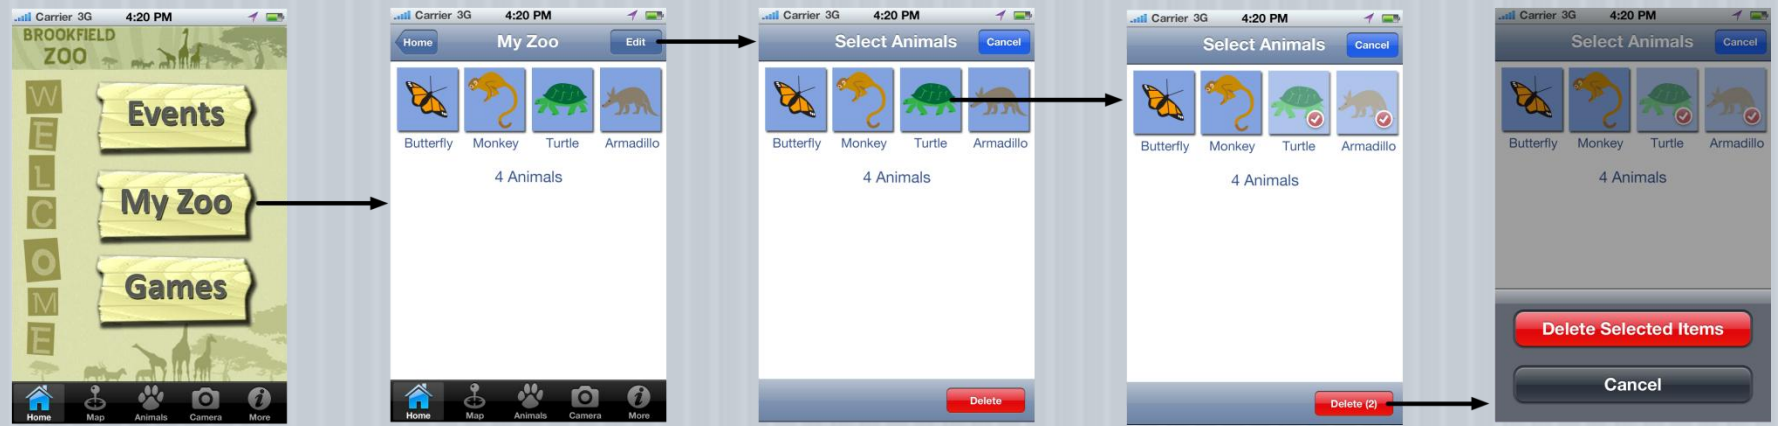 Carrier 3G 4:20 PM
BROOKFIELD
ZOO
WELCOME
Events
My Zoo
Games
Home Map Animals Camera More
Carrier 3G 4:20 PM
Home My Zoo Edit
Butterfly Monkey Turtle Armadillo
4 Animals
Home Map Animals Camera More
Carrier 3G 4:20 PM
Select Animals Cancel
Butterfly Monkey Turtle Armadillo
4 Animals
Delete
Carrier 3G 4:20 PM
Select Animals Cancel
Butterfly Monkey Turtle Armadillo
4 Animals
Delete (2)
Carrier 3G 4:20 PM
Select Animals Cancel
Butterfly Monkey Turtle Armadillo
4 Animals
Delete Selected Items
Cancel